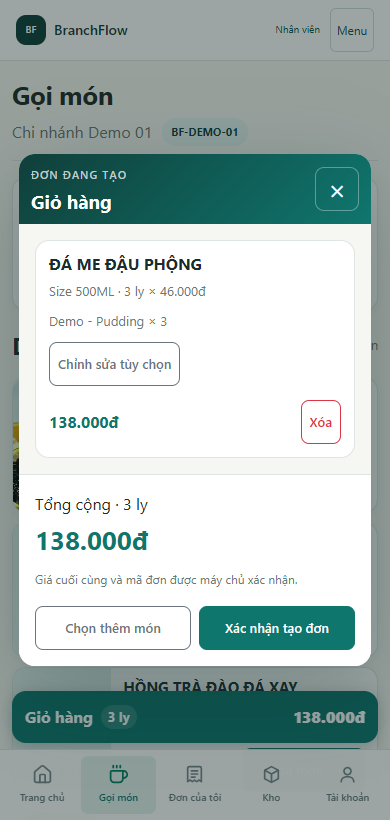 BF
BranchFlow
Nhân viên
Menu
Gọi món
Chi nhánh Demo 01
BF-DEMO-01
ĐƠN ĐANG TẠO
Giỏ hàng
×
ĐÁ ME ĐẬU PHỘNG
Size 500ML · 3 ly × 46.000đ
Demo - Pudding × 3
Chỉnh sửa tùy chọn
138.000đ
Xóa
Tổng cộng · 3 ly
138.000đ
Giá cuối cùng và mã đơn được máy chủ xác nhận.
Chọn thêm món
Xác nhận tạo đơn
HỒNG TRÀ ĐÀO ĐÁ XAY
Giỏ hàng
3 ly
138.000đ
Trang chủ
Gọi món
Đơn của tôi
Kho
Tài khoản